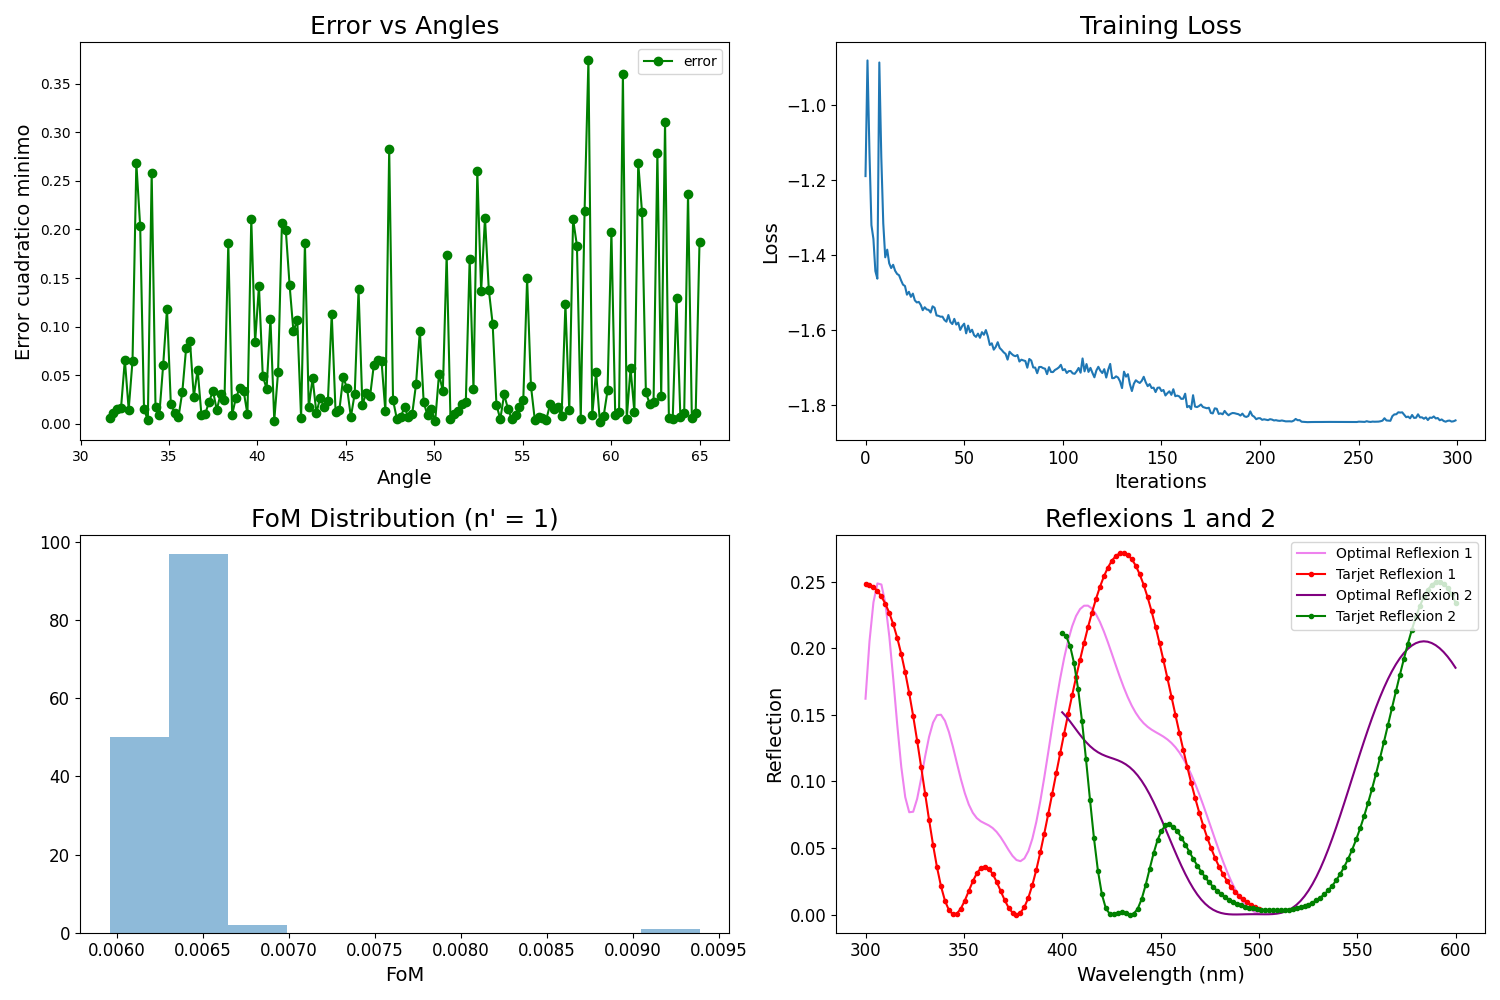 Error vs Angles
error
0.35
0.30
0.25
0.20
0.15
0.10
0.05
0.00
Error cuadratico minimo
30 35 40 45 50 55 60 65
Angle
Training Loss
−1.0
−1.2
−1.4
−1.6
−1.8
Loss
0 50 100 150 200 250 300
Iterations
FoM Distribution (n' = 1)
100
80
60
40
20
0
0.0060 0.0065 0.0070 0.0075 0.0080 0.0085 0.0090 0.0095
FoM
Reflexions 1 and 2
Optimal Reflexion 1
Tarjet Reflexion 1
Optimal Reflexion 2
Tarjet Reflexion 2
0.25
0.20
0.15
0.10
0.05
0.00
Reflection
300 350 400 450 500 550 600
Wavelength (nm)